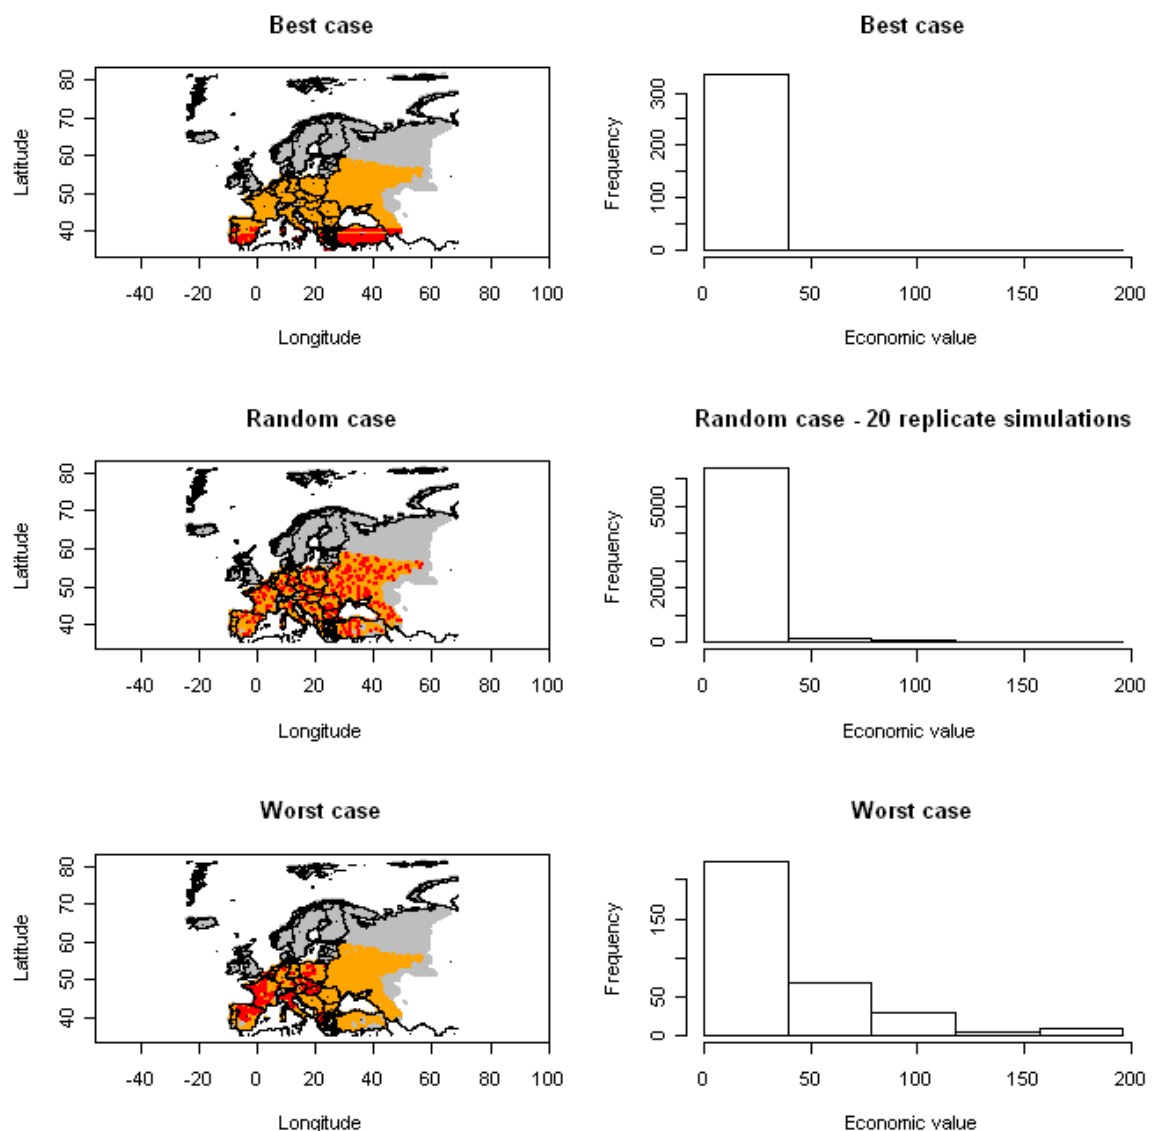 Best case
Latitude
80
70
60
50
40
-40 -20 0 20 40 60 80 100
Longitude
Best case
Frequency
300
200
100
0
0 50 100 150 200
Economic value
Random case
Latitude
80
70
60
50
40
-40 -20 0 20 40 60 80 100
Longitude
Random case - 20 replicate simulations
Frequency
5000
2000
0
0 50 100 150 200
Economic value
Worst case
Latitude
80
70
60
50
40
-40 -20 0 20 40 60 80 100
Longitude
Worst case
Frequency
150
50
0
0 50 100 150 200
Economic value